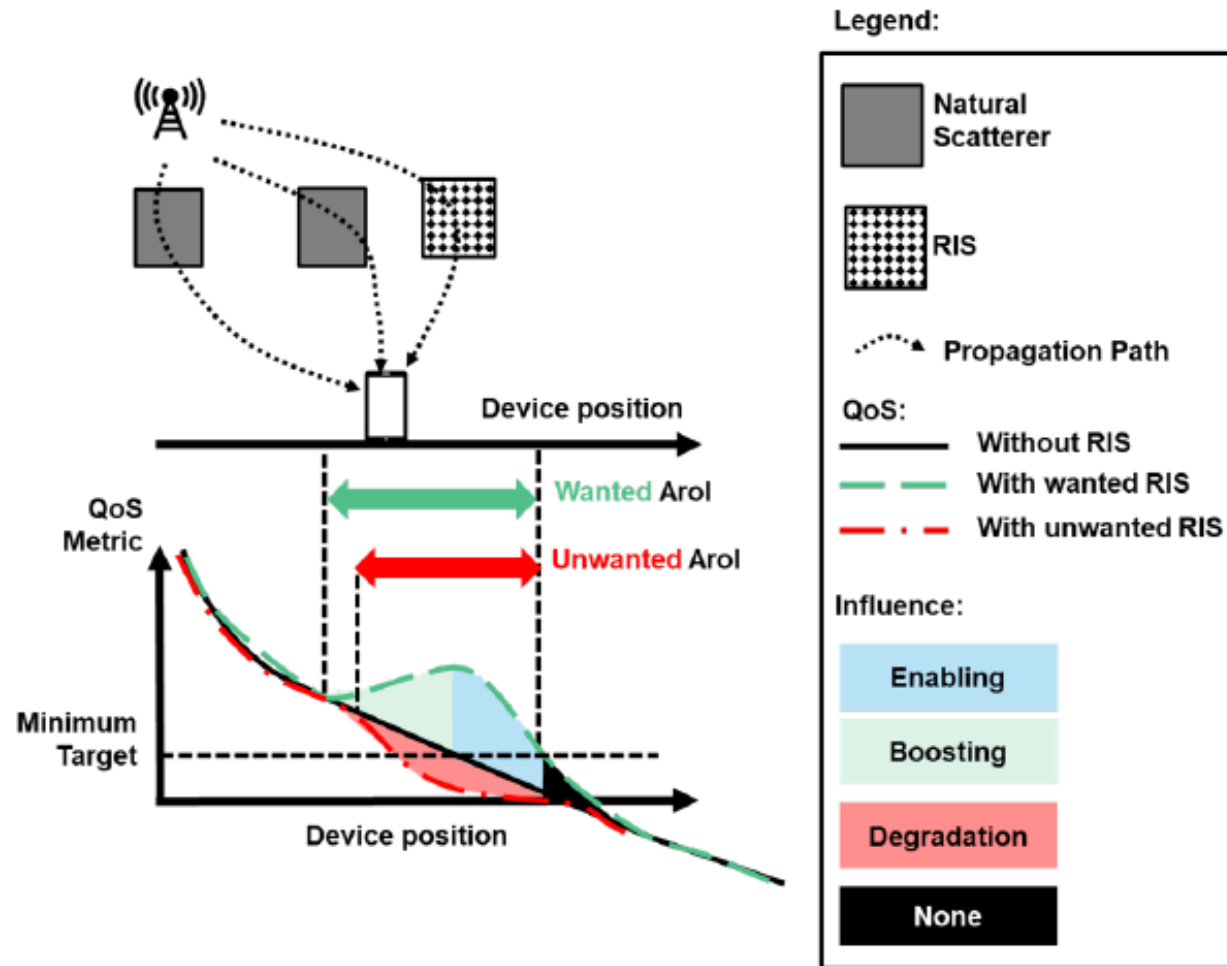 Legend:
Natural
Scatterer
RIS
Propagation Path
QoS:
Without RIS
With wanted RIS
With unwanted RIS
Influence:
Enabling
Boosting
Degradation
None
Device position
Wanted AroI
Unwanted AroI
QoS
Metric
Minimum
Target
Device position